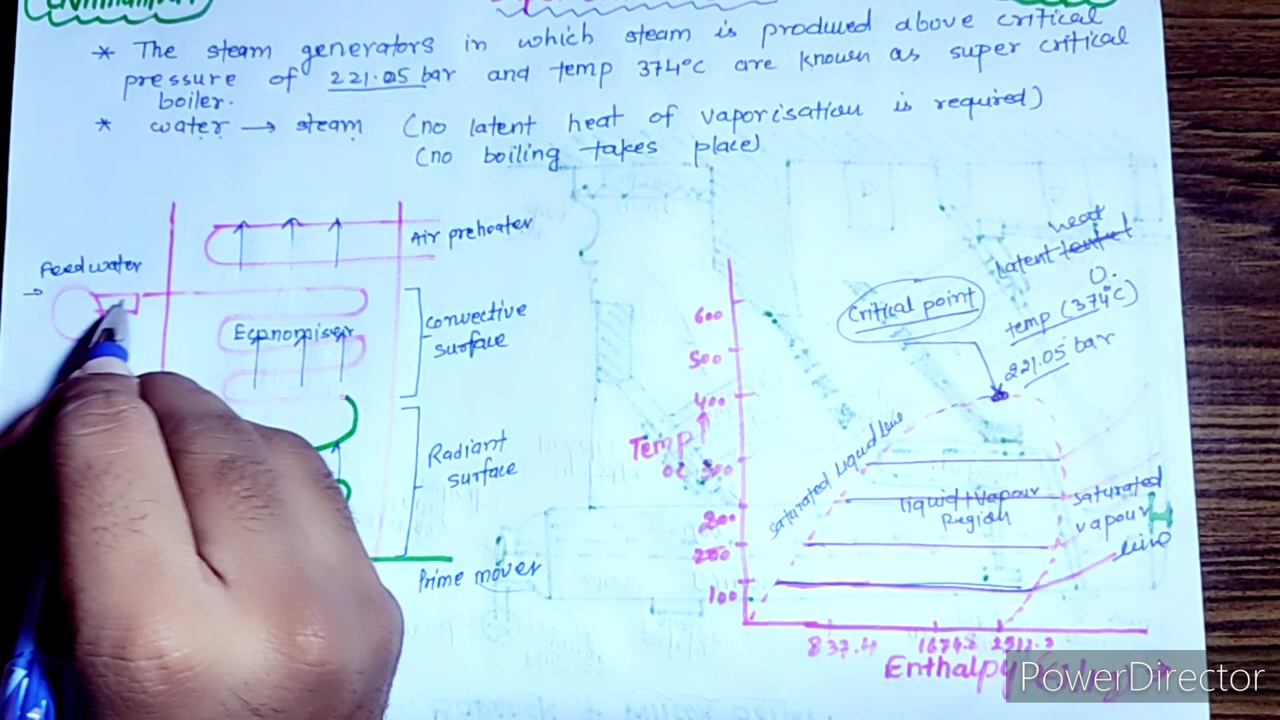 * The steam generators in which steam is produced above critical
pressure of 221.05 bar and temp 374°C are known as super critical
boiler.
* water → steam (no latent heat of vaporisation is required)
(no boiling takes place)
Air preheater
Feed water
→
Economiser
Convective
surface
Radiant
surface
Prime mover
Critical point
heat
Latent
0.
temp (374°C)
221.05 bar
600
500
400
Temp ↑
oc 300
200
200
100
Saturated Liquid Line
Liquid+Vapour
Region
Saturated
vapour
Line
837.4 1674.8
Enthalpy
PowerDirector